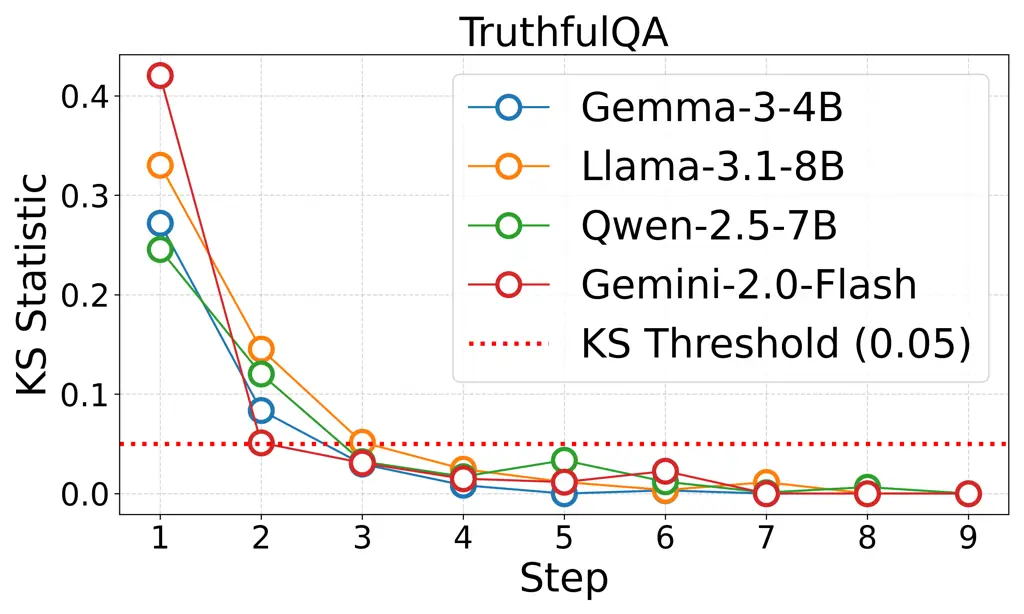 TruthfulQA
KS Statistic
0.4
0.3
0.2
0.1
0.0
Gemma-3-4B
Llama-3.1-8B
Qwen-2.5-7B
Gemini-2.0-Flash
KS Threshold (0.05)
1 2 3 4 5 6 7 8 9
Step